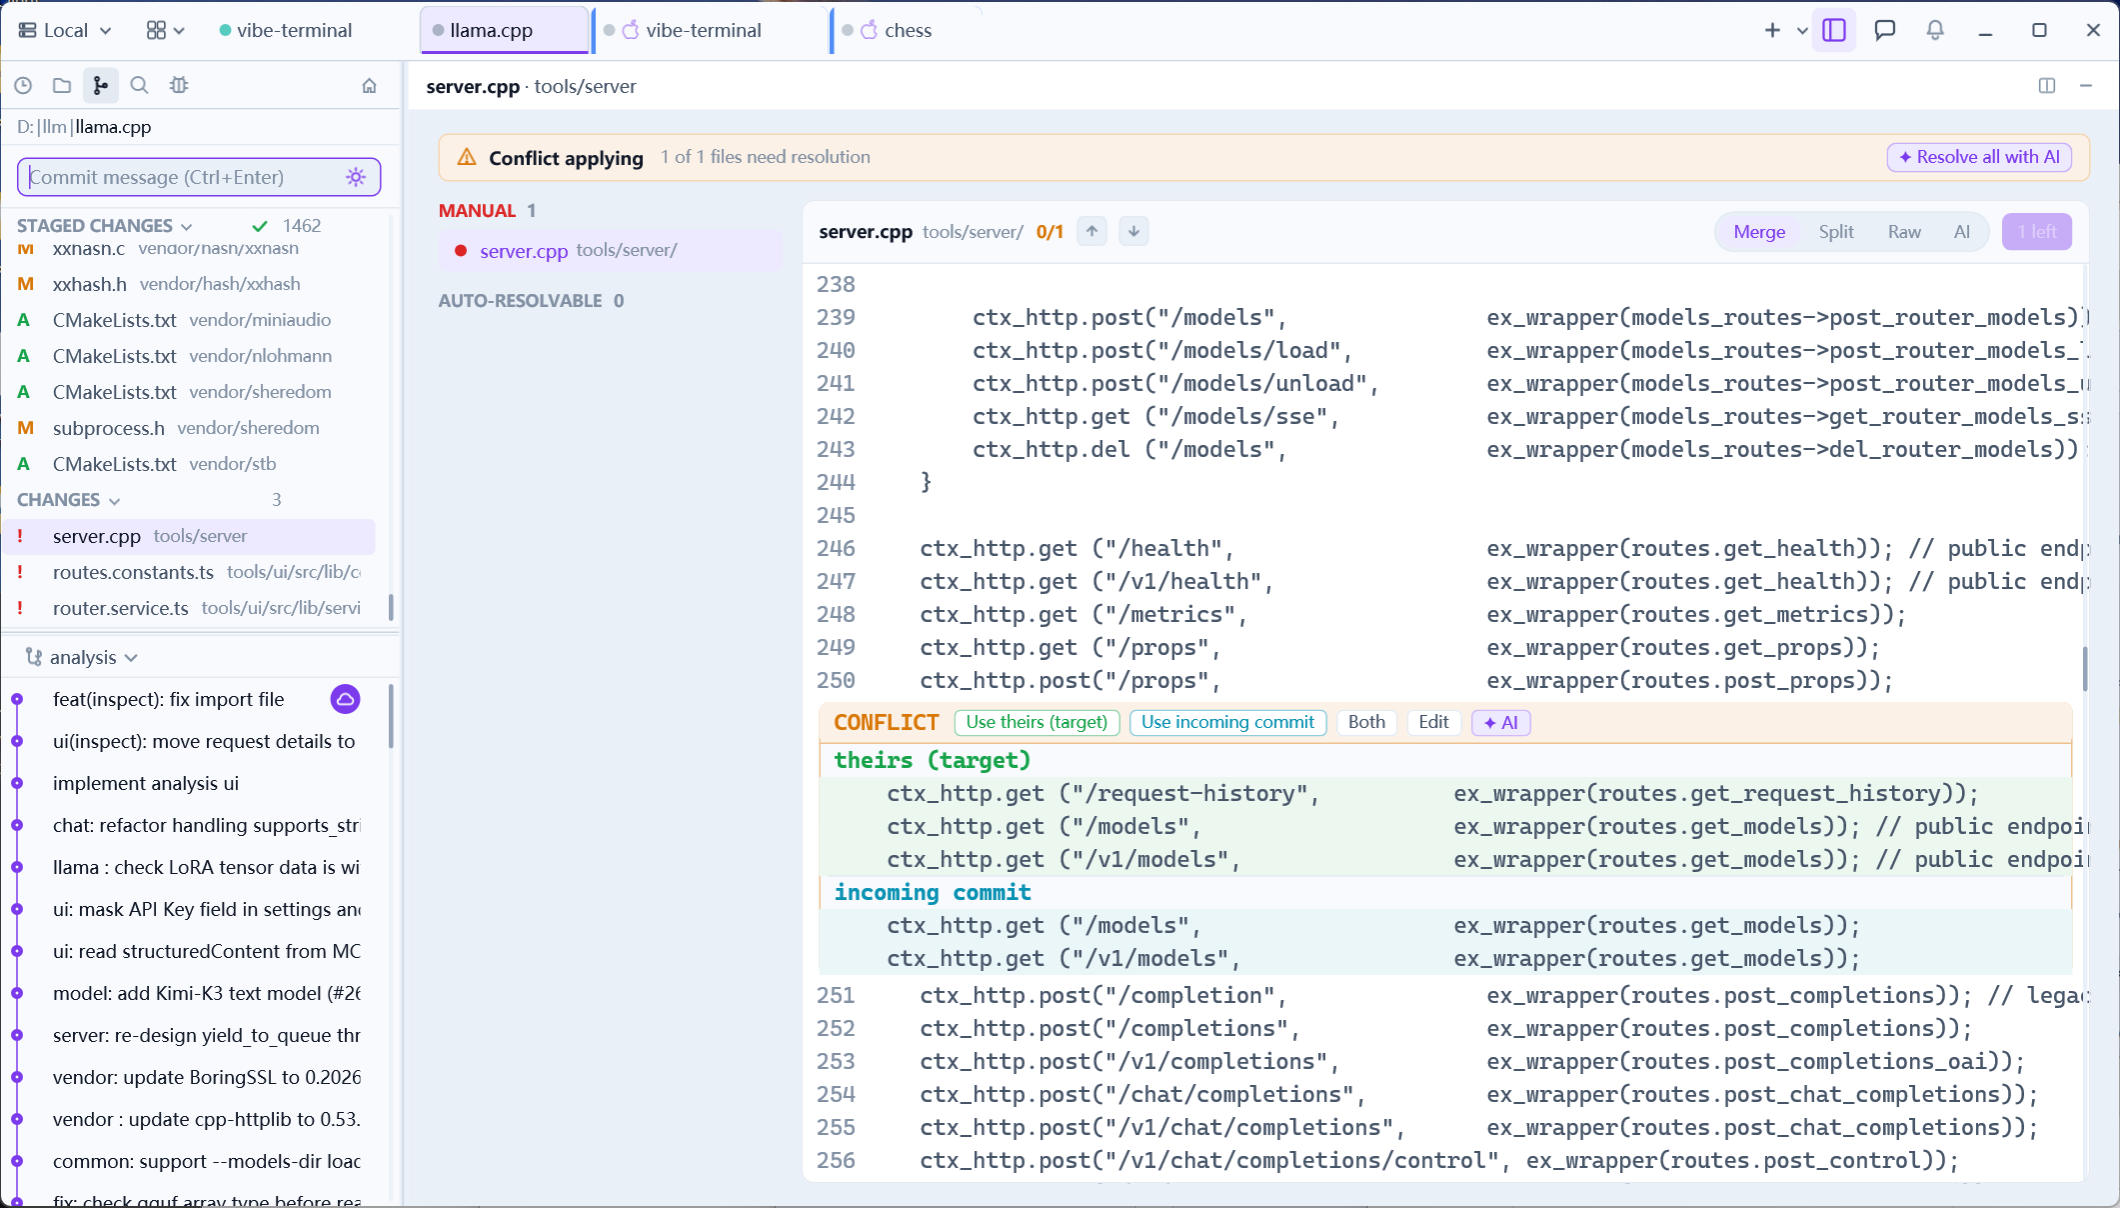 Local
vibe-terminal
llama.cpp
vibe-terminal
chess
D:|llm|llama.cpp
Commit message (Ctrl+Enter)
STAGED CHANGES 1462
xxhash.c vendor/hash/xxhash
M xxhash.h vendor/hash/xxhash
A CMakeLists.txt vendor/miniaudio
A CMakeLists.txt vendor/nlohmann
A CMakeLists.txt vendor/sheredom
M subprocess.h vendor/sheredom
A CMakeLists.txt vendor/stb
CHANGES 3
! server.cpp tools/server
! routes.constants.ts tools/ui/src/lib/c
! router.service.ts tools/ui/src/lib/servi
analysis
feat(inspect): fix import file
ui(inspect): move request details to
implement analysis ui
chat: refactor handling supports_stri
llama : check LoRA tensor data is wi
ui: mask API Key field in settings and
ui: read structuredContent from MC
model: add Kimi-K3 text model (#26
server: re-design yield_to_queue thr
vendor: update BoringSSL to 0.2026
vendor : update cpp-httplib to 0.53.
common: support --models-dir load
fix: check gguf array type before rea
server.cpp · tools/server
Conflict applying 1 of 1 files need resolution
Resolve all with AI
MANUAL 1
server.cpp tools/server/
AUTO-RESOLVABLE 0
server.cpp tools/server/ 0/1
Merge Split Raw AI 1 left
238
239 ctx_http.post("/models", ex_wrapper(models_routes->post_router_models))
240 ctx_http.post("/models/load", ex_wrapper(models_routes->post_router_models_l
241 ctx_http.post("/models/unload", ex_wrapper(models_routes->post_router_models_u
242 ctx_http.get ("/models/sse", ex_wrapper(models_routes->get_router_models_ss
243 ctx_http.del ("/models", ex_wrapper(models_routes->del_router_models));
244 }
245
246 ctx_http.get ("/health", ex_wrapper(routes.get_health)); // public endp
247 ctx_http.get ("/v1/health", ex_wrapper(routes.get_health)); // public endp
248 ctx_http.get ("/metrics", ex_wrapper(routes.get_metrics));
249 ctx_http.get ("/props", ex_wrapper(routes.get_props));
250 ctx_http.post("/props", ex_wrapper(routes.post_props));
CONFLICT Use theirs (target) Use incoming commit Both Edit AI
theirs (target)
ctx_http.get ("/request-history", ex_wrapper(routes.get_request_history));
ctx_http.get ("/models", ex_wrapper(routes.get_models)); // public endpoi
ctx_http.get ("/v1/models", ex_wrapper(routes.get_models)); // public endpoi
incoming commit
ctx_http.get ("/models", ex_wrapper(routes.get_models));
ctx_http.get ("/v1/models", ex_wrapper(routes.get_models));
251 ctx_http.post("/completion", ex_wrapper(routes.post_completions)); // legac
252 ctx_http.post("/completions", ex_wrapper(routes.post_completions));
253 ctx_http.post("/v1/completions", ex_wrapper(routes.post_completions_oai));
254 ctx_http.post("/chat/completions", ex_wrapper(routes.post_chat_completions));
255 ctx_http.post("/v1/chat/completions", ex_wrapper(routes.post_chat_completions));
256 ctx_http.post("/v1/chat/completions/control", ex_wrapper(routes.post_control));